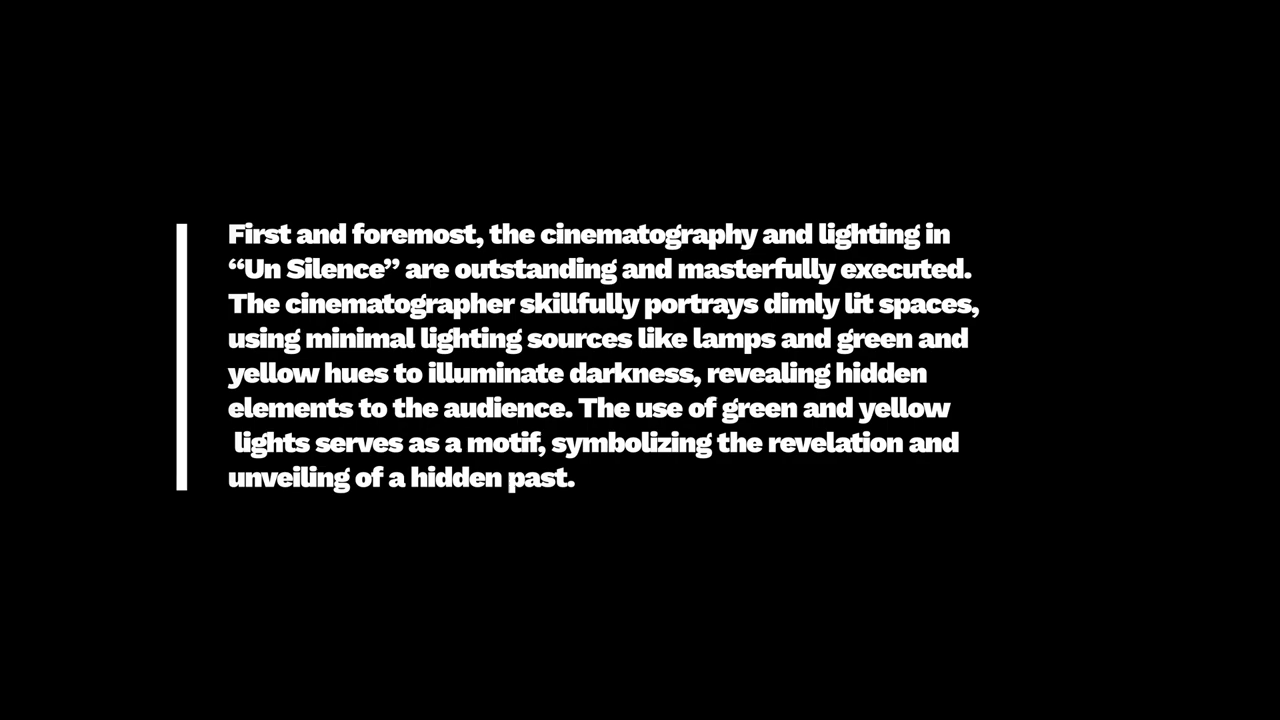 First and foremost, the cinematography and lighting in
“Un Silence” are outstanding and masterfully executed.
The cinematographer skillfully portrays dimly lit spaces,
using minimal lighting sources like lamps and green and
yellow hues to illuminate darkness, revealing hidden
elements to the audience. The use of green and yellow
lights serves as a motif, symbolizing the revelation and
unveiling of a hidden past.